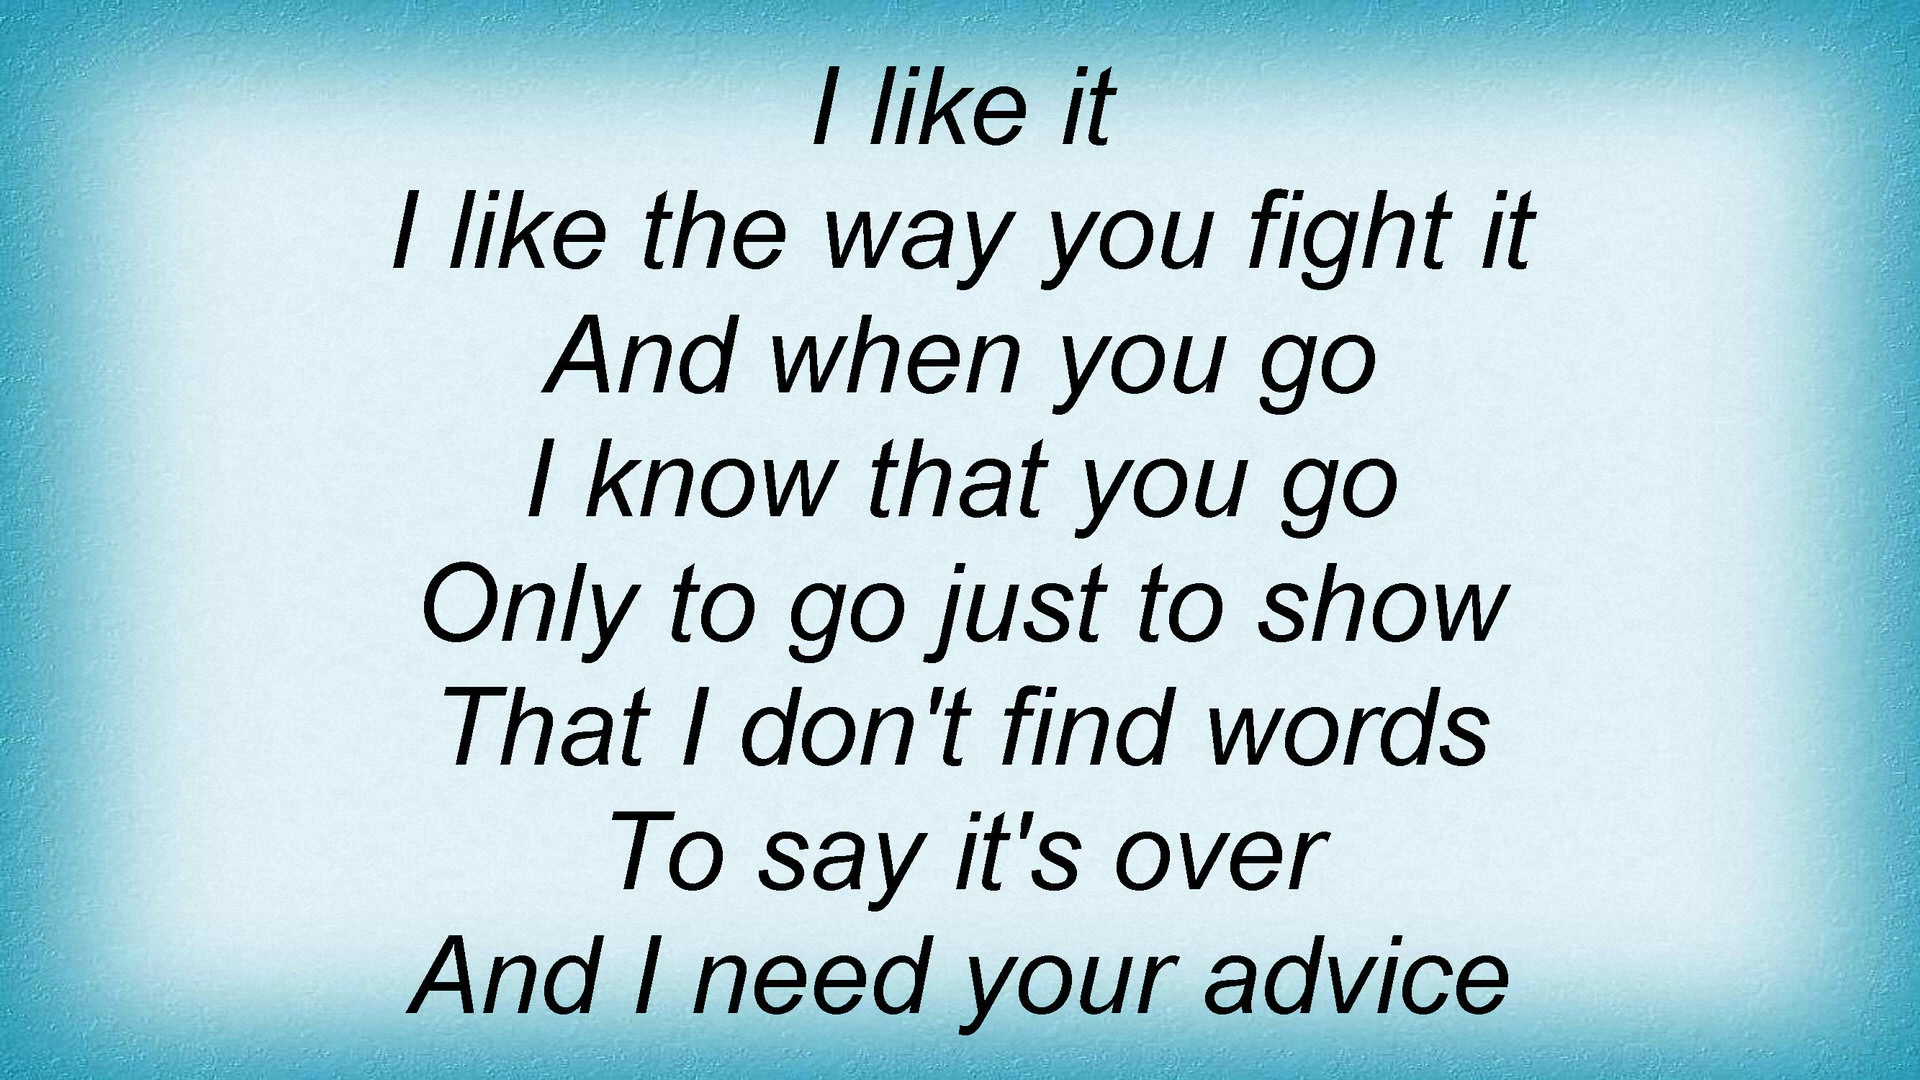 I like it
I like the way you fight it
And when you go
I know that you go
Only to go just to show
That I don't find words
To say it's over
And I need your advice